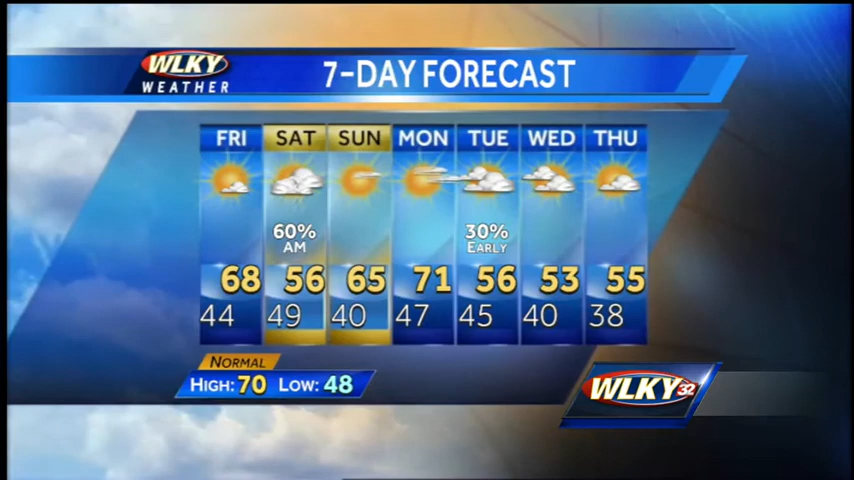 WLKY
WEATHER
7-DAY FORECAST
FRI SAT SUN MON TUE WED THU
60% 30%
AM EARLY
68 56 65 71 56 53 55
44 49 40 47 45 40 38
NORMAL
HIGH: 70 LOW: 48
WLKY 32